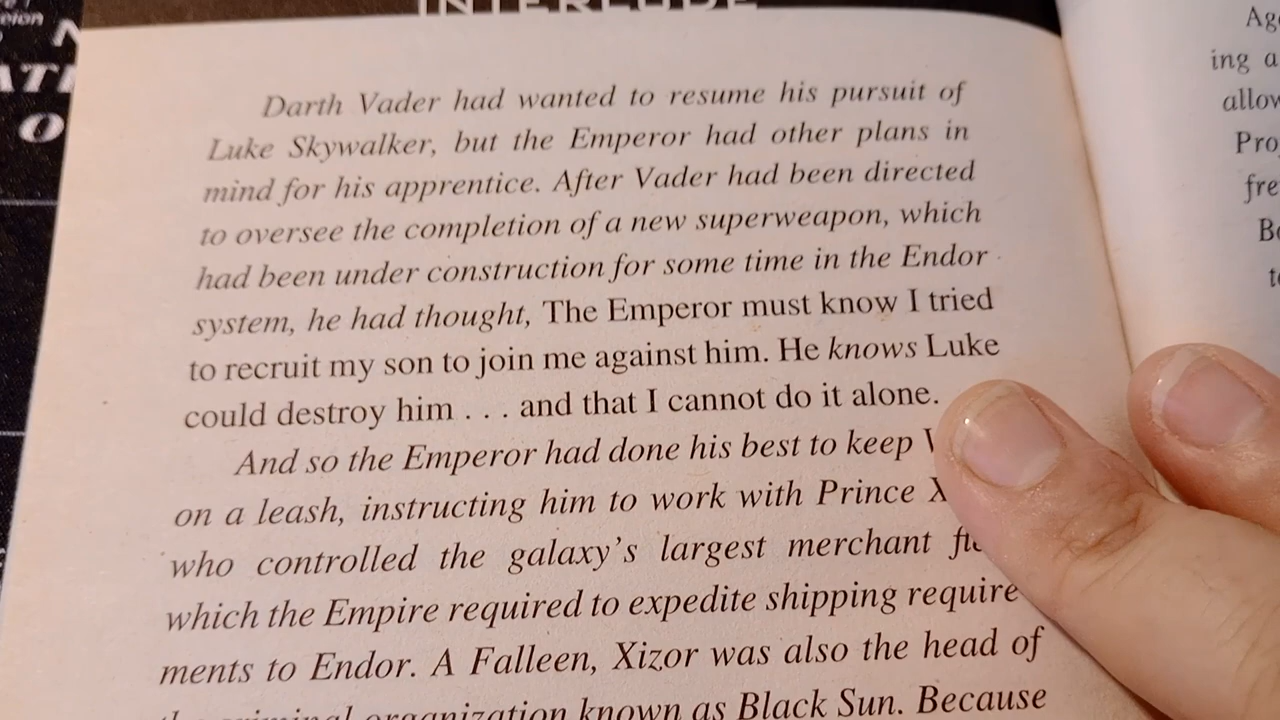 INTERLUDE
Darth Vader had wanted to resume his pursuit of
Luke Skywalker, but the Emperor had other plans in
mind for his apprentice. After Vader had been directed
to oversee the completion of a new superweapon, which
had been under construction for some time in the Endor
system, he had thought, The Emperor must know I tried
to recruit my son to join me against him. He knows Luke
could destroy him . . . and that I cannot do it alone.
And so the Emperor had done his best to keep
on a leash, instructing him to work with Prince
who controlled the galaxy's largest merchant
which the Empire required to expedite shipping require
ments to Endor. A Falleen, Xizor was also the head of
criminal organization known as Black Sun. Because
ing a